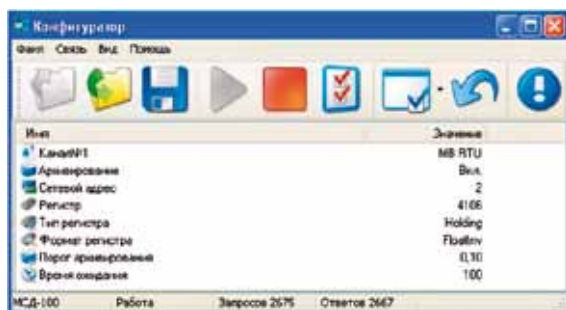 Конфигуратор
Файл Связь Вид Помощь
Имя Значение
Канал№1 MB RTU
Архивирование Вкл.
Сетевой адрес 2
Регистр 4106
Тип регистра Holding
Формат регистра FloatInv
Порог архивирования 0,10
Время ожидания 100
МСД-100 Работа Запросов 2675 Ответов 2667